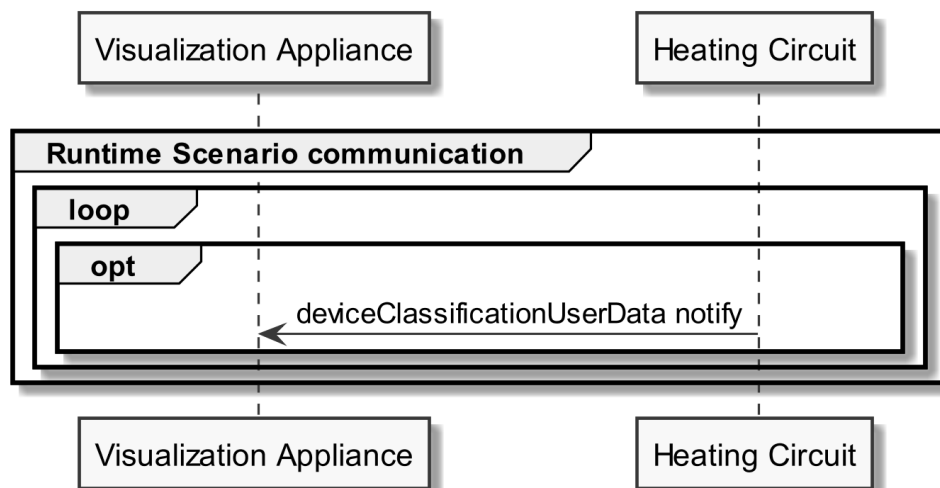 Visualization Appliance
Heating Circuit
Runtime Scenario communication
loop
opt
deviceClassificationUserData notify
Visualization Appliance
Heating Circuit